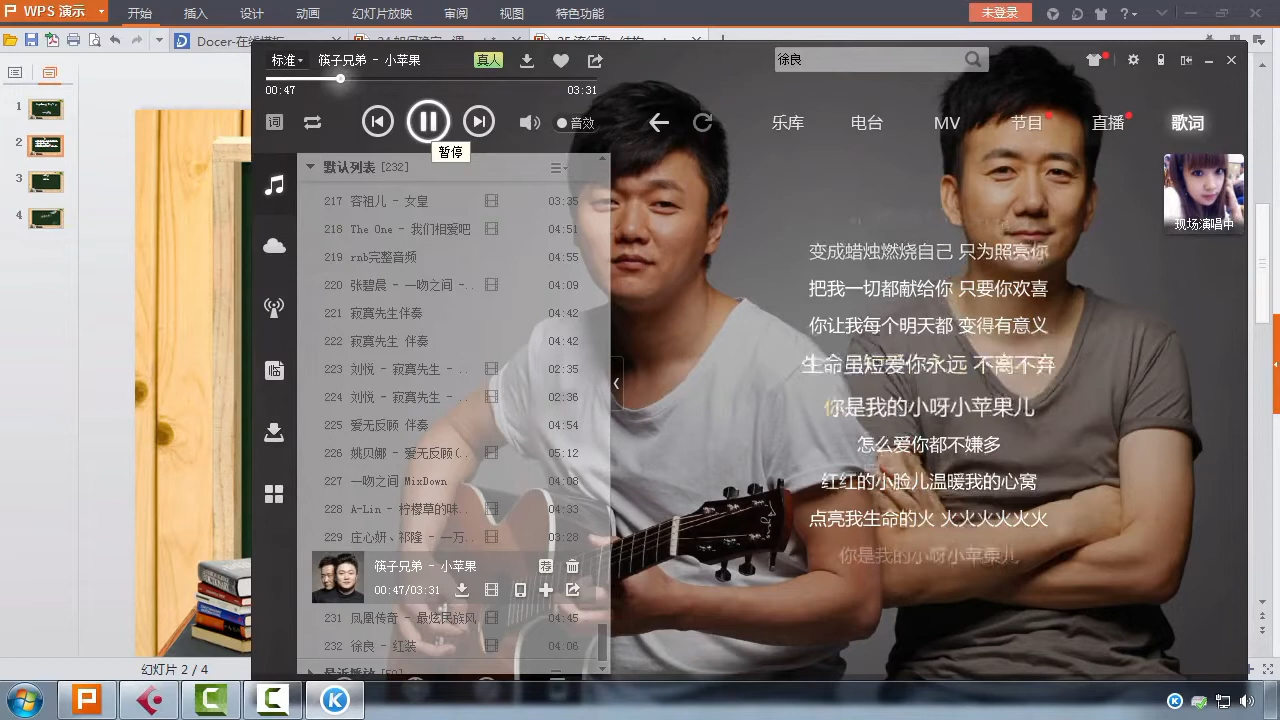 WPS 演示
开始 插入 设计 动画 幻灯片放映 审阅 视图 特色功能 未登录
Docer-在线模板
标准 筷子兄弟 - 小苹果 真人 徐良
00:47 03:31
词 音效 乐库 电台 MV 节目 直播 歌词
暂停
默认列表 [232]
217 容祖儿 - 女皇 03:35
218 The One - 我们相爱吧 04:51
rnb完整音频 03:55
220 张碧晨 - 一吻之间 -.. 04:09
221 寂寞先生伴奏 04:42
222 寂寞先生 伴奏 04:42
刘悦 - 寂寞先生 - .. 02:35
224 刘悦 - 寂寞先生 - .. 02:36
225 爱无反顾 伴奏 04:54
226 姚贝娜 - 爱无反顾(.. 05:12
227 一吻之间 MixDown 04:08
228 A-Lin - 柠檬草的味.. 04:33
229 庄心妍、祁隆 - 一万.. 03:28
筷子兄弟 - 小苹果 荐
00:47/03:31
231 凤凰传奇 - 最炫民族风 04:45
232 徐良 - 红装 04:06
现场演唱中
变成蜡烛燃烧自己 只为照亮你
把我一切都献给你 只要你欢喜
你让我每个明天都 变得有意义
生命虽短爱你永远 不离不弃
你是我的小呀小苹果儿
怎么爱你都不嫌多
红红的小脸儿温暖我的心窝
点亮我生命的火 火火火火火火
你是我的小呀小苹果儿
1
2
3
4
幻灯片 2 / 4